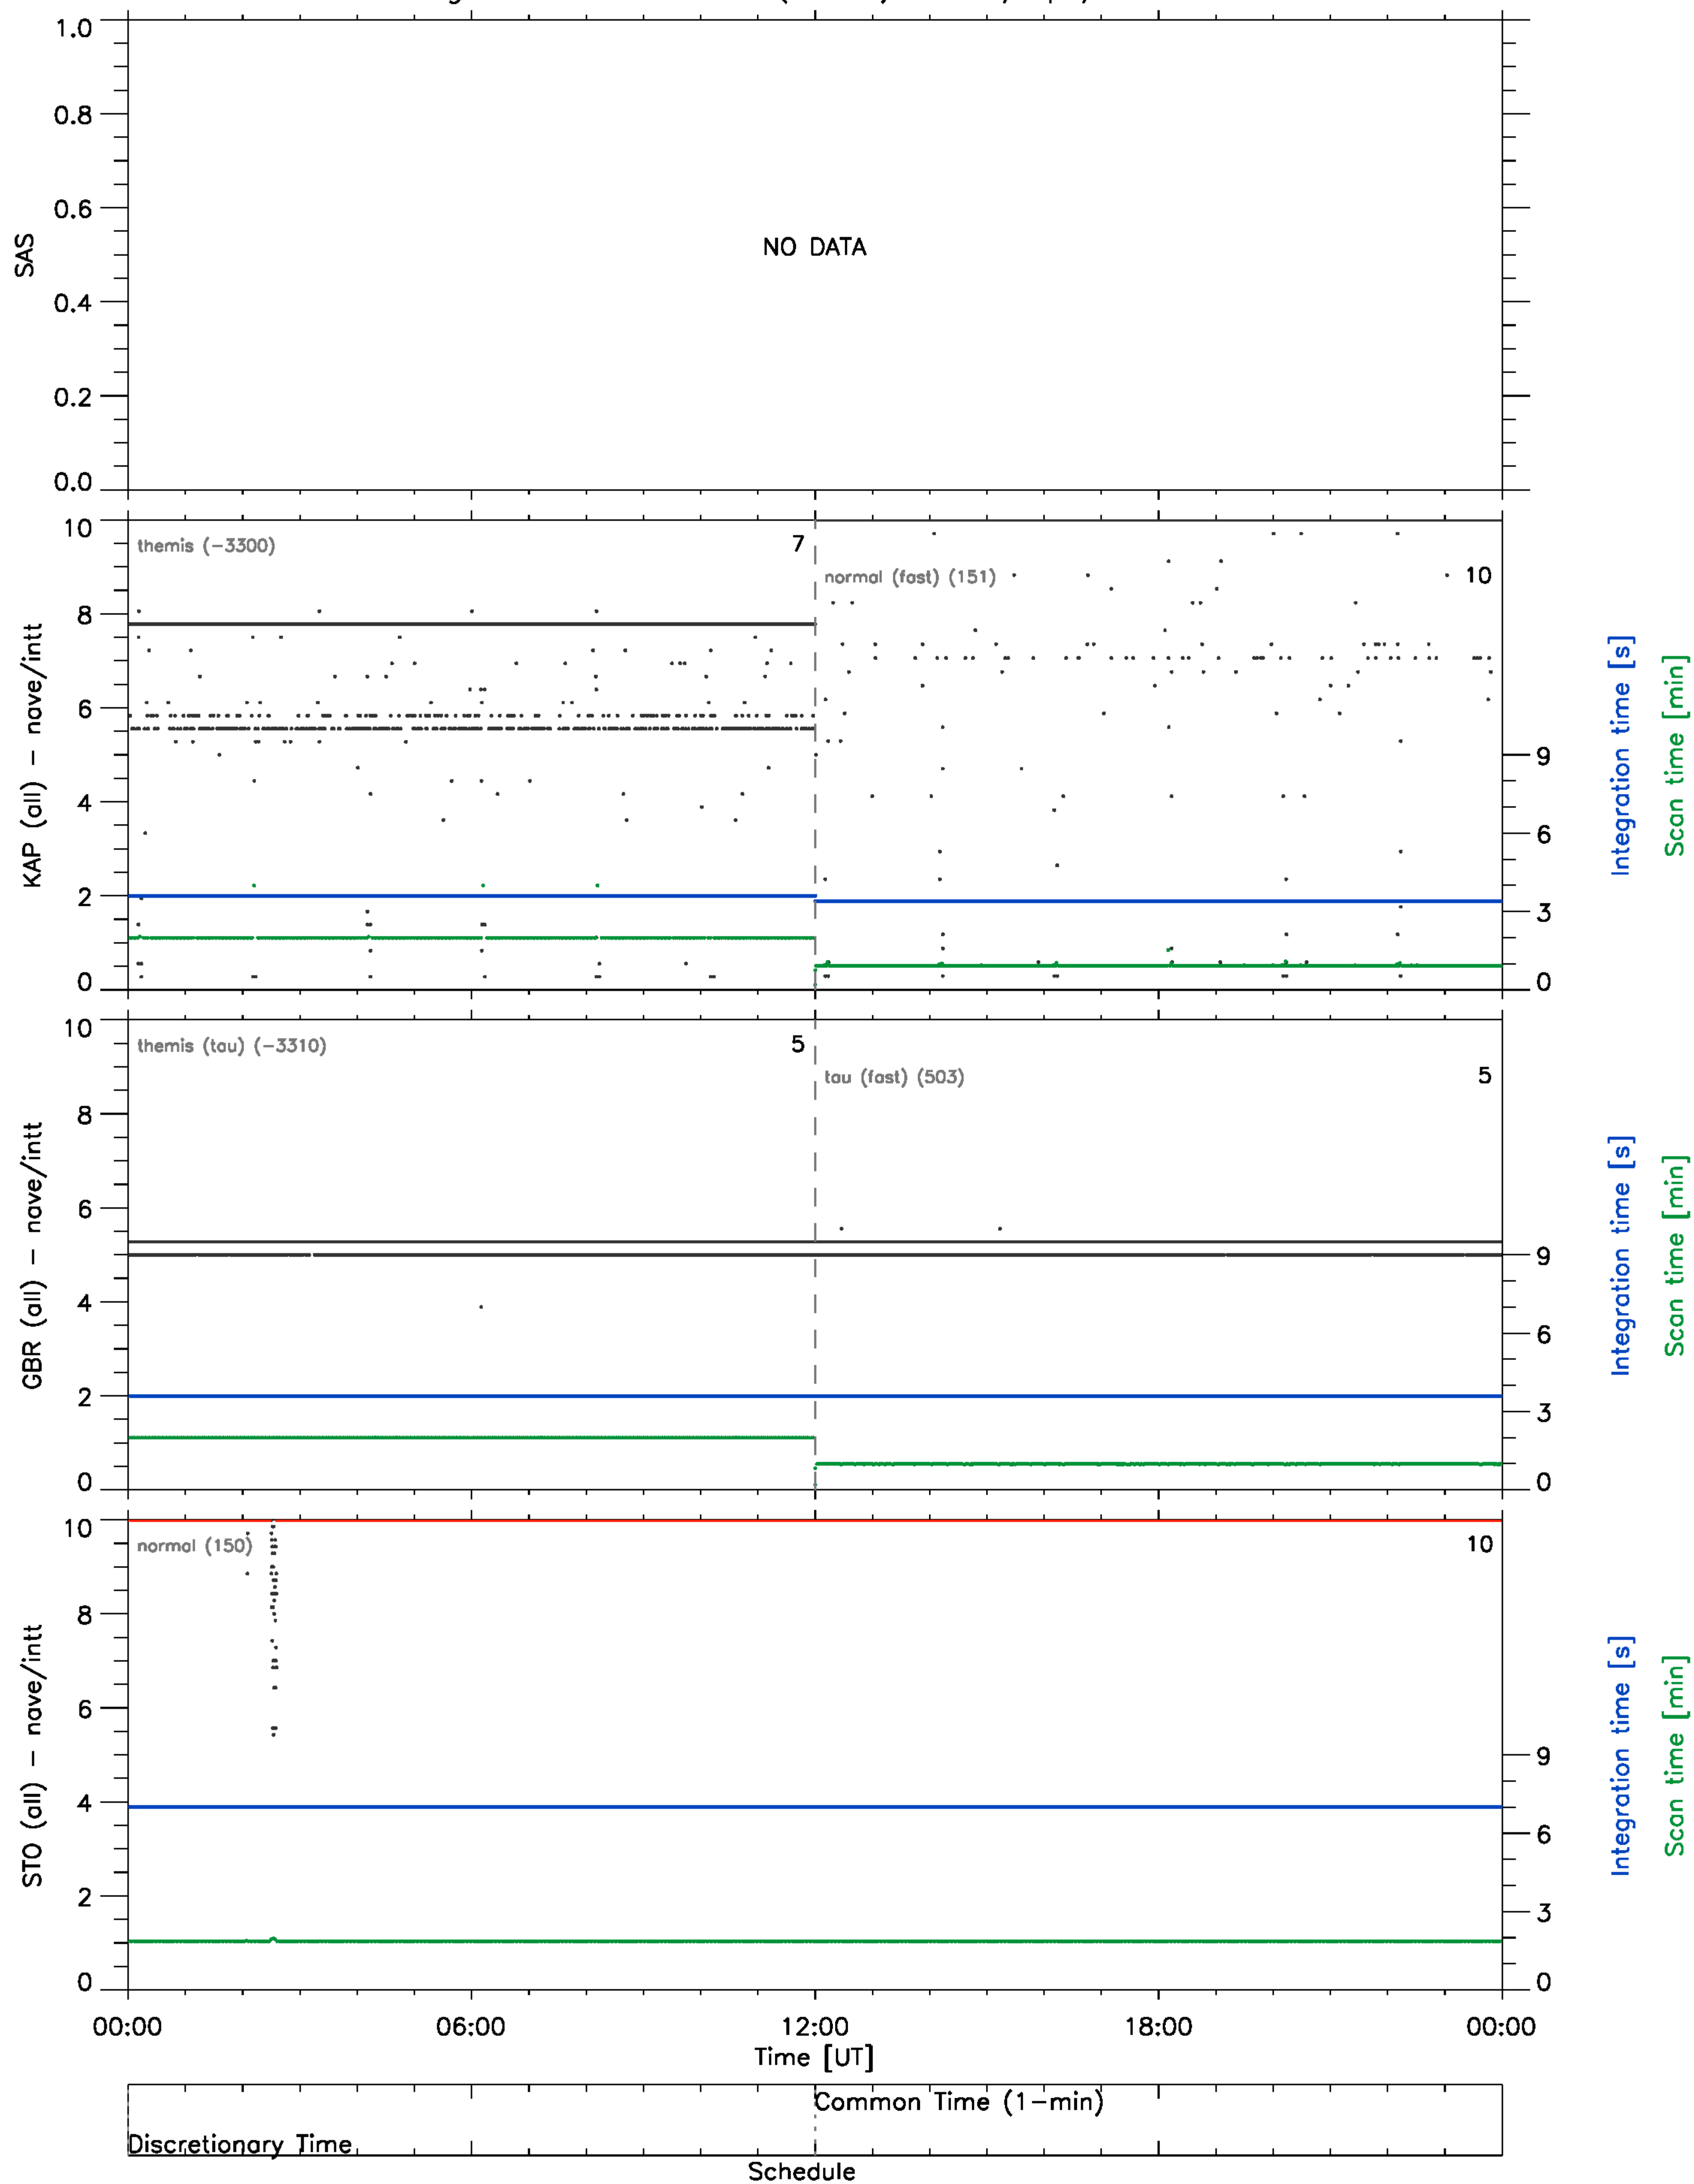 1.0
0.8
0.6
0.4
0.2
0.0
SAS
NO DATA
10
8
6
4
2
0
KAP (all) – nave/intt
themis (–3300)
7
normal (fast) (151)
10
9
6
3
0
Integration time [s]
Scan time [min]
10
8
6
4
2
0
GBR (all) – nave/intt
themis (tau) (–3310)
5
tau (fast) (503)
5
9
6
3
0
Integration time [s]
Scan time [min]
10
8
6
4
2
0
STO (all) – nave/intt
normal (150)
10
9
6
3
0
Integration time [s]
Scan time [min]
00:00 06:00 12:00 18:00 00:00
Time [UT]
Common Time (1–min)
Discretionary Time
Schedule